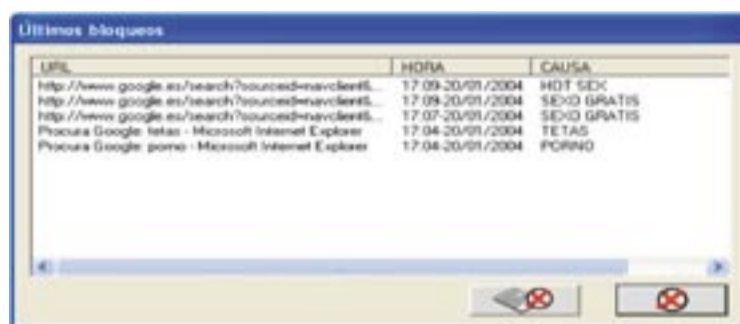 Últimos bloqueos
URL HORA CAUSA
http://www.google.es/search?sourceid=navclient&... 17:09-20/01/2004 HOT SEX
http://www.google.es/search?sourceid=navclient&... 17:09-20/01/2004 SEXO GRATIS
http://www.google.es/search?sourceid=navclient&... 17:07-20/01/2004 SEXO GRATIS
Procura Google: tetas - Microsoft Internet Explorer 17:04-20/01/2004 TETAS
Procura Google: porno - Microsoft Internet Explorer 17:04-20/01/2004 PORNO